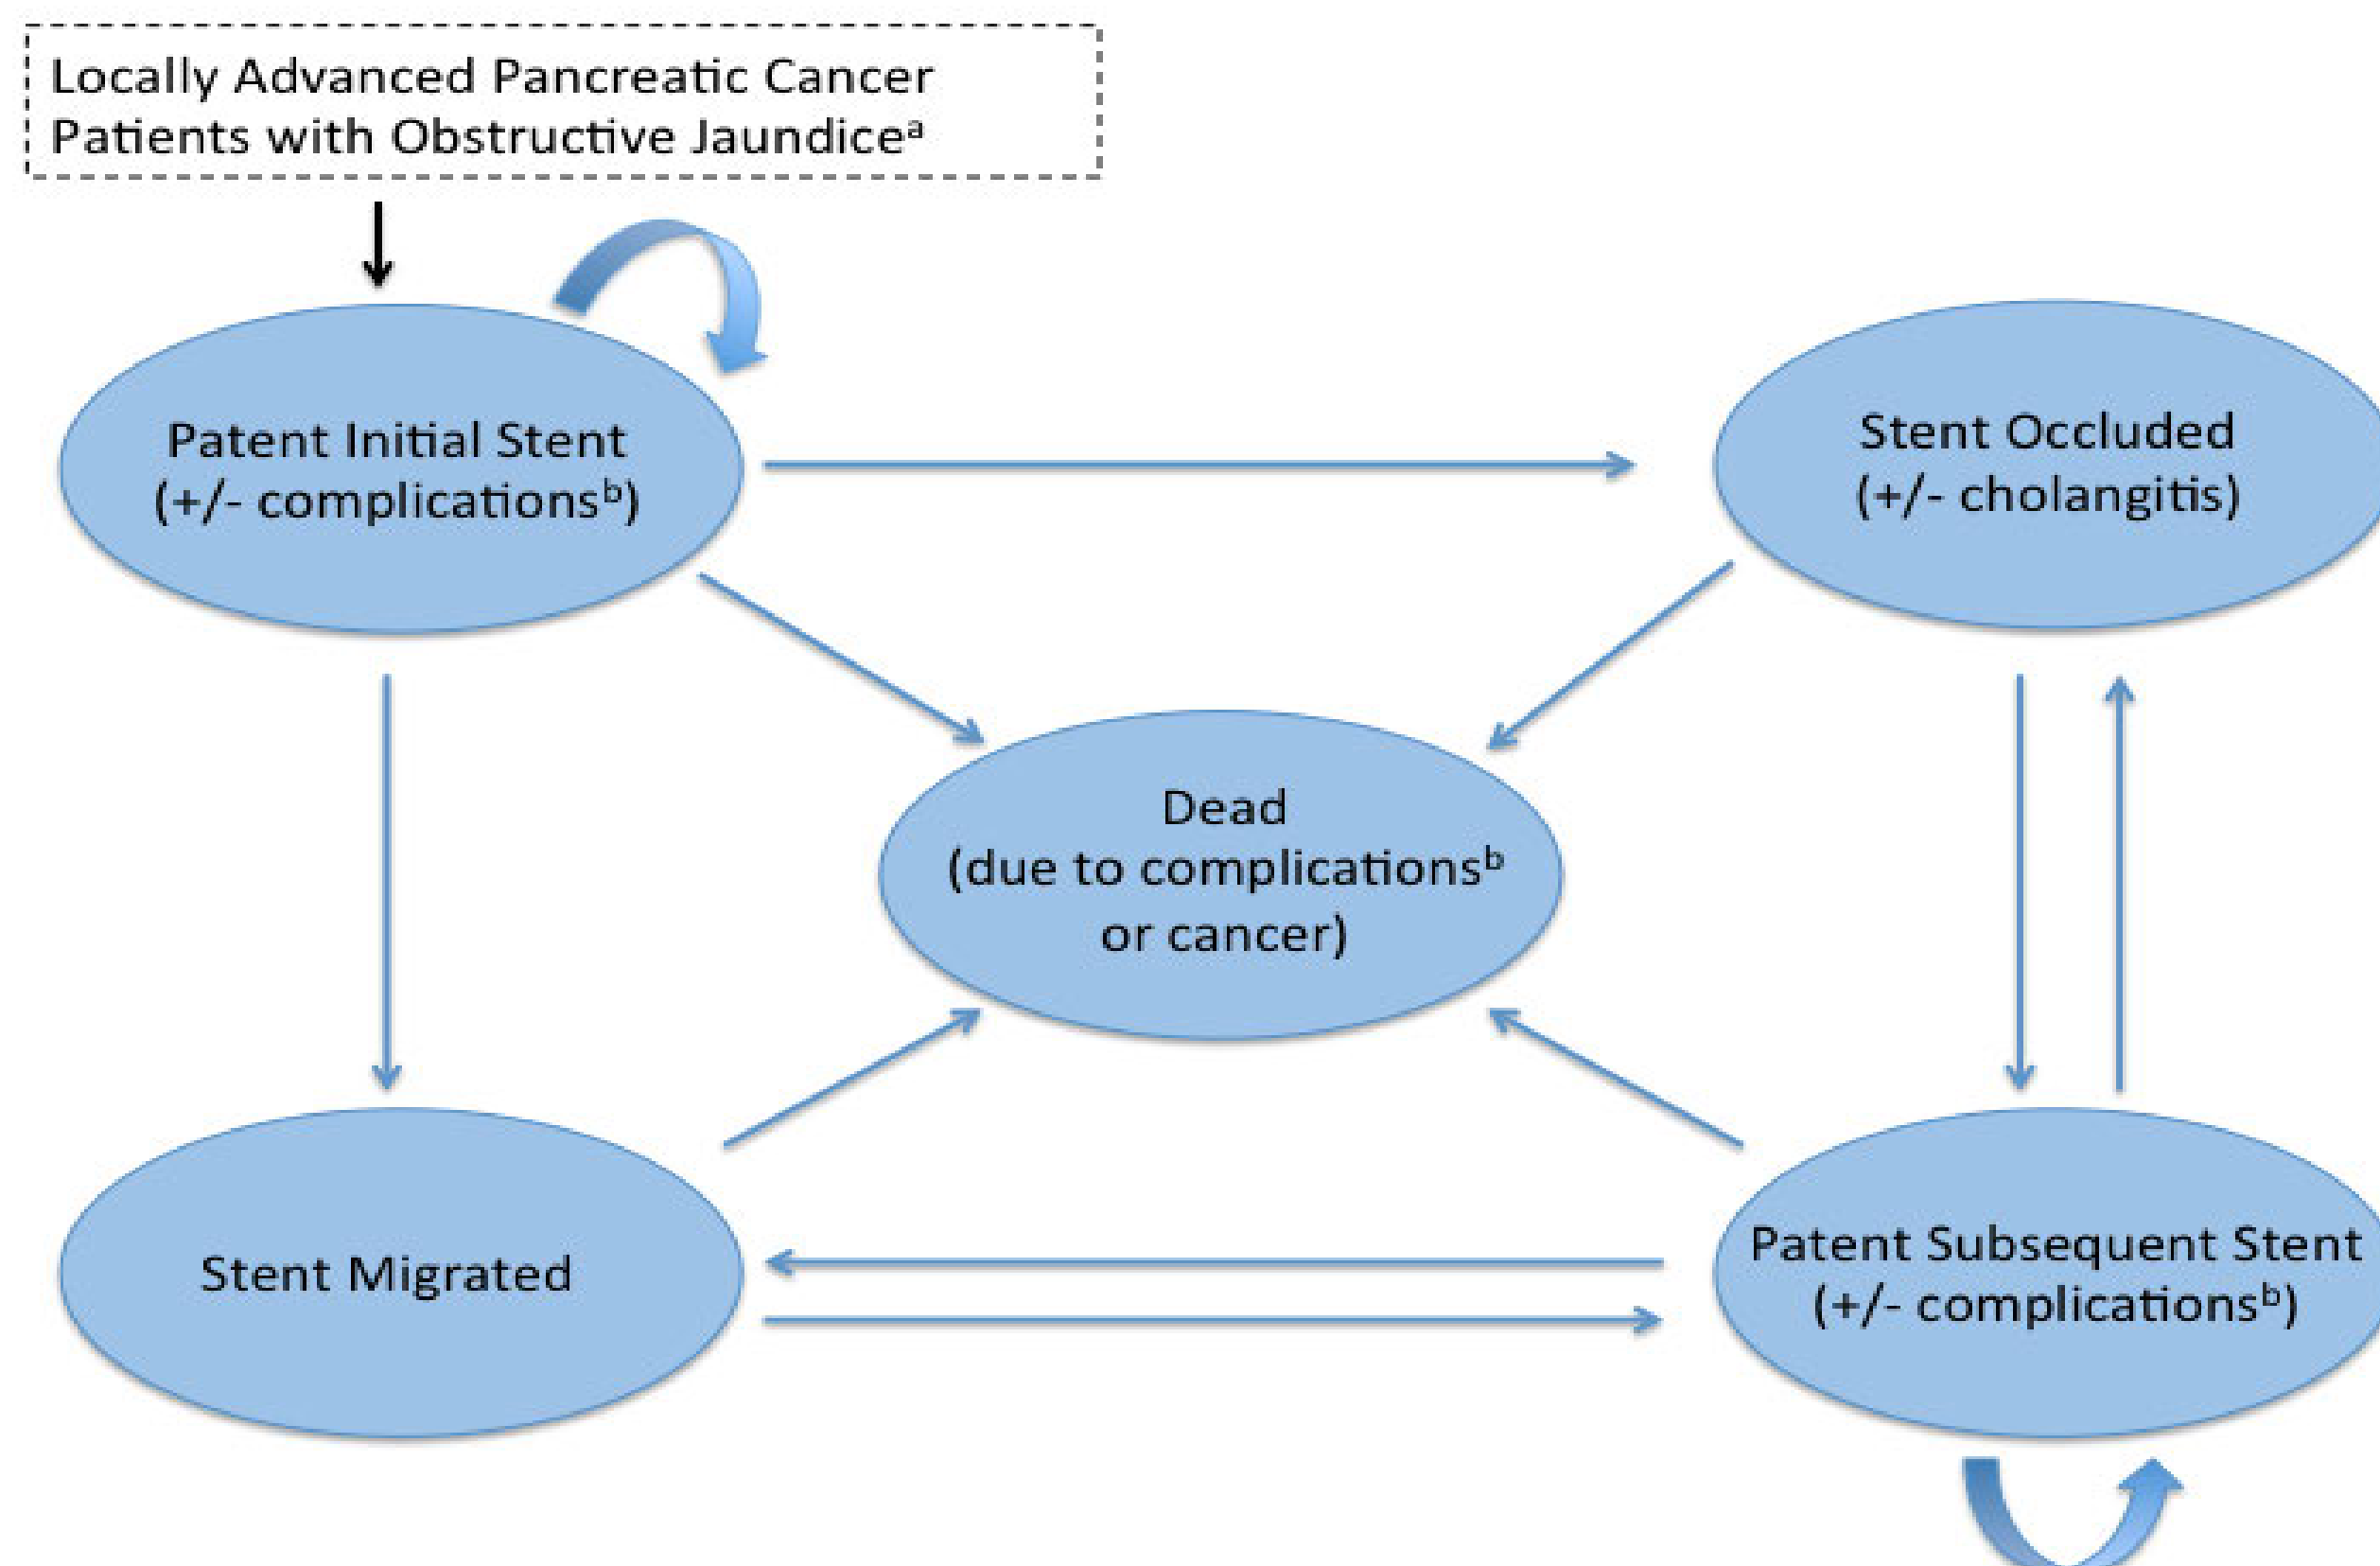 Locally Advanced Pancreatic Cancer
Patients with Obstructive Jaundiceᵃ
Patent Initial Stent
(+/- complicationsᵇ)
Stent Occluded
(+/- cholangitis)
Dead
(due to complicationsᵇ
or cancer)
Stent Migrated
Patent Subsequent Stent
(+/- complicationsᵇ)